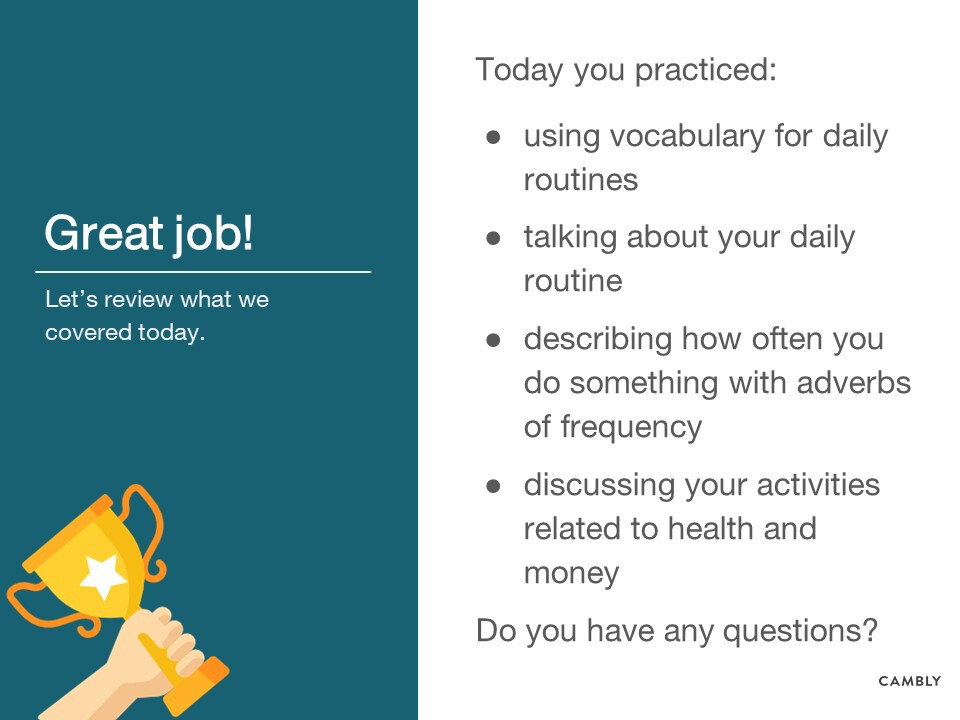 Great job!
Let’s review what we
covered today.
Today you practiced:
● using vocabulary for daily
routines
● talking about your daily
routine
● describing how often you
do something with adverbs
of frequency
● discussing your activities
related to health and
money
Do you have any questions?
CAMBLY